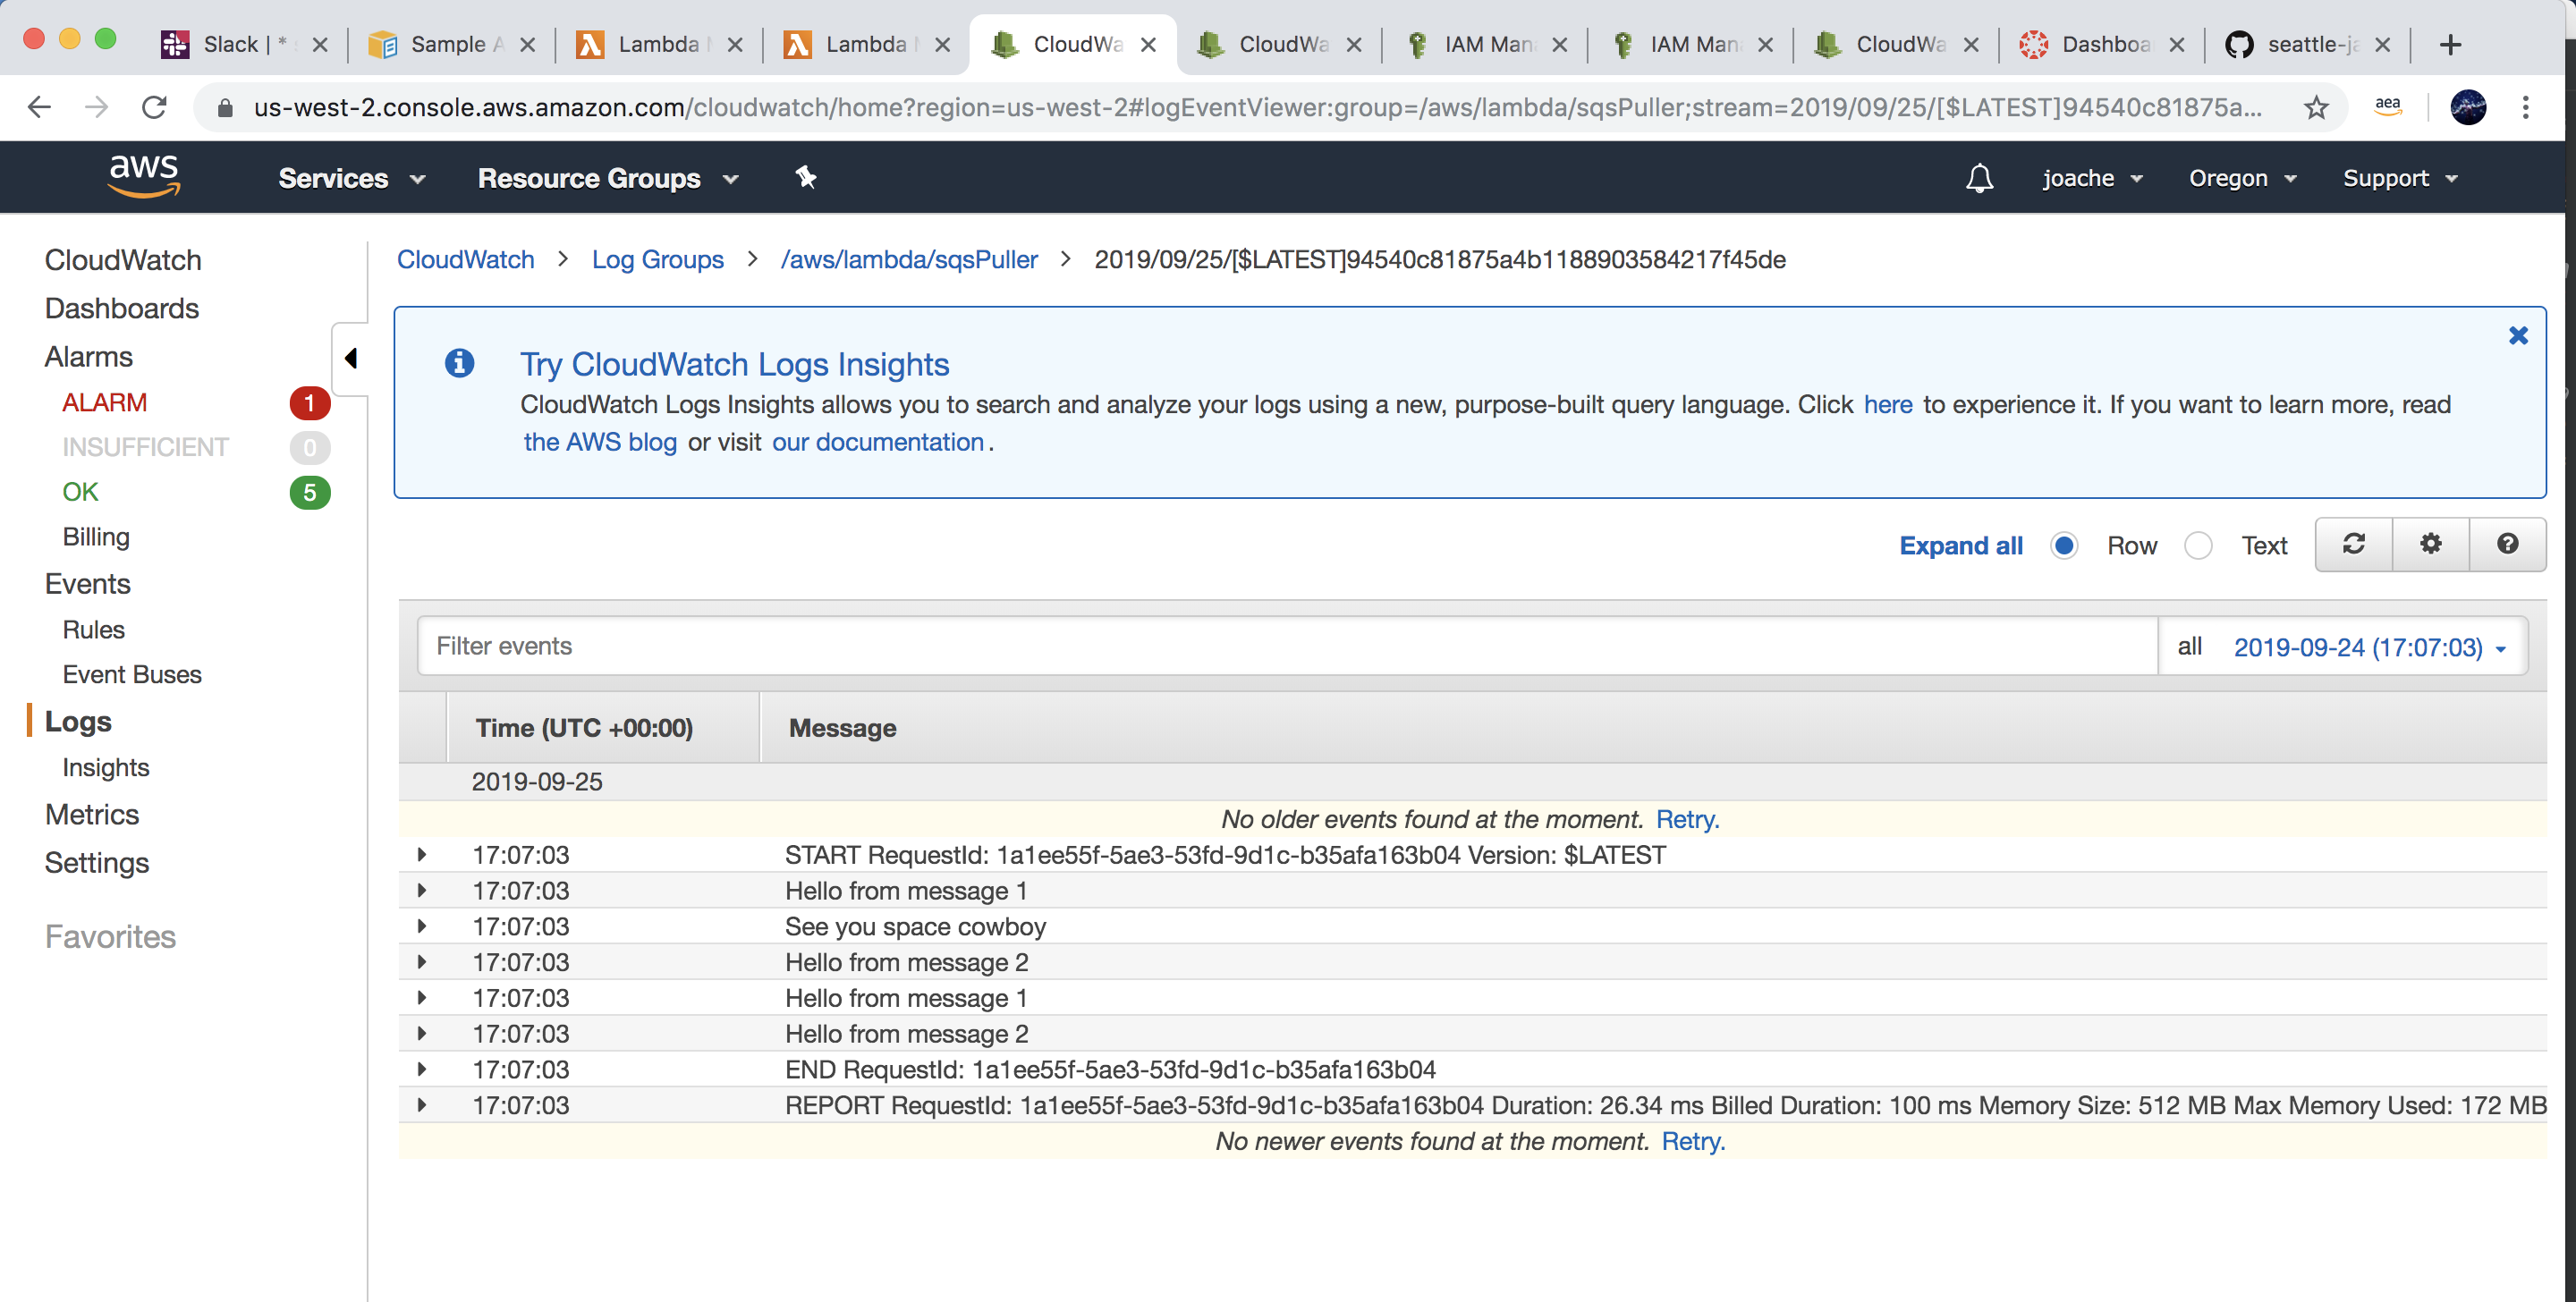 Slack | * Sample A Lambda Lambda CloudWa CloudWa IAM Man IAM Man CloudWa Dashboa seattle-ja
us-west-2.console.aws.amazon.com/cloudwatch/home?region=us-west-2#logEventViewer:group=/aws/lambda/sqsPuller;stream=2019/09/25/[$LATEST]94540c81875a... aea
aws Services Resource Groups joache Oregon Support
CloudWatch
Dashboards
Alarms
ALARM 1
INSUFFICIENT 0
OK 5
Billing
Events
Rules
Event Buses
Logs
Insights
Metrics
Settings
Favorites
CloudWatch > Log Groups > /aws/lambda/sqsPuller > 2019/09/25/[$LATEST]94540c81875a4b1188903584217f45de
Try CloudWatch Logs Insights
CloudWatch Logs Insights allows you to search and analyze your logs using a new, purpose-built query language. Click here to experience it. If you want to learn more, read
the AWS blog or visit our documentation.
Expand all Row Text
Filter events all 2019-09-24 (17:07:03)
Time (UTC +00:00) Message
2019-09-25
No older events found at the moment. Retry.
17:07:03 START RequestId: 1a1ee55f-5ae3-53fd-9d1c-b35afa163b04 Version: $LATEST
17:07:03 Hello from message 1
17:07:03 See you space cowboy
17:07:03 Hello from message 2
17:07:03 Hello from message 1
17:07:03 Hello from message 2
17:07:03 END RequestId: 1a1ee55f-5ae3-53fd-9d1c-b35afa163b04
17:07:03 REPORT RequestId: 1a1ee55f-5ae3-53fd-9d1c-b35afa163b04 Duration: 26.34 ms Billed Duration: 100 ms Memory Size: 512 MB Max Memory Used: 172 MB
No newer events found at the moment. Retry.